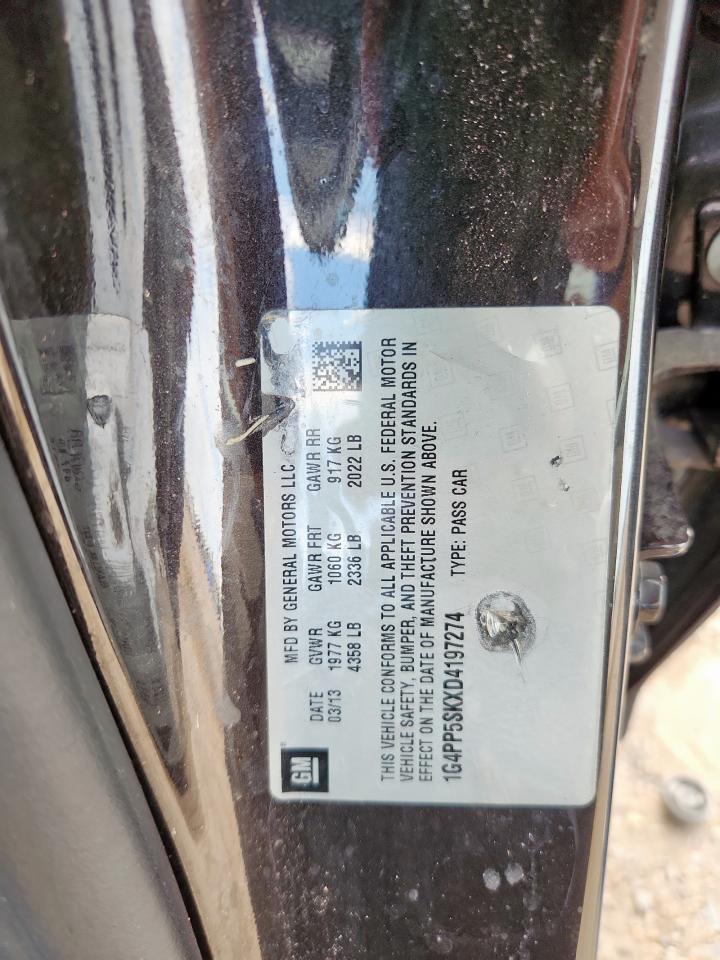 GM
MFD BY GENERAL MOTORS LLC
DATE GVWR GAWR FRT GAWR RR
03/13 1977 KG 1060 KG 917 KG
4358 LB 2336 LB 2022 LB
THIS VEHICLE CONFORMS TO ALL APPLICABLE U.S. FEDERAL MOTOR
VEHICLE SAFETY, BUMPER, AND THEFT PREVENTION STANDARDS IN
EFFECT ON THE DATE OF MANUFACTURE SHOWN ABOVE.
1G4PP5SKXD4197274 TYPE: PASS CAR